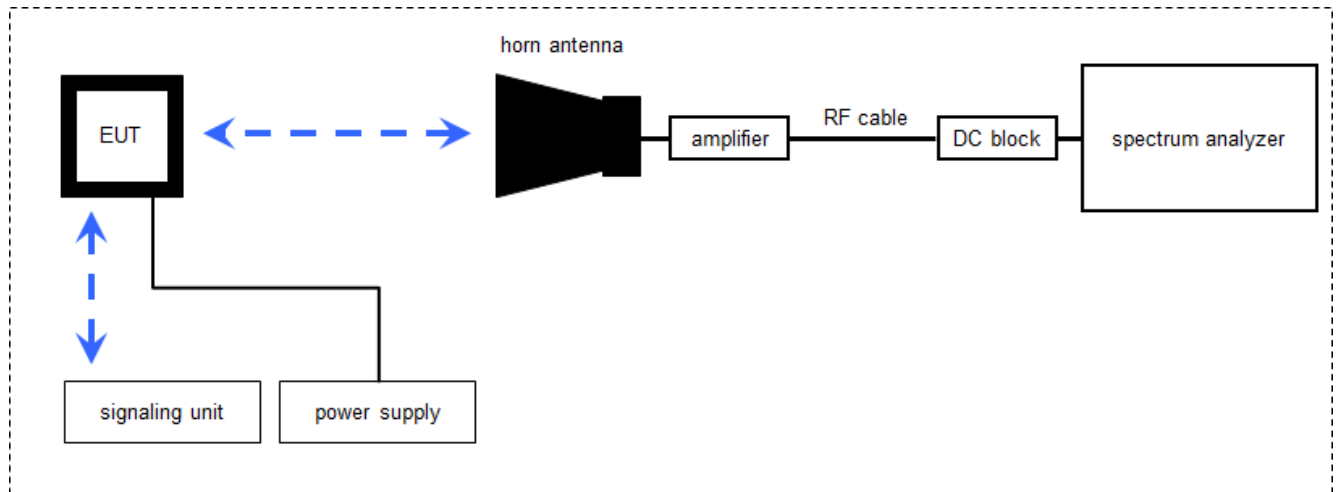 horn antenna
EUT
amplifier
RF cable
DC block
spectrum analyzer
signaling unit
power supply